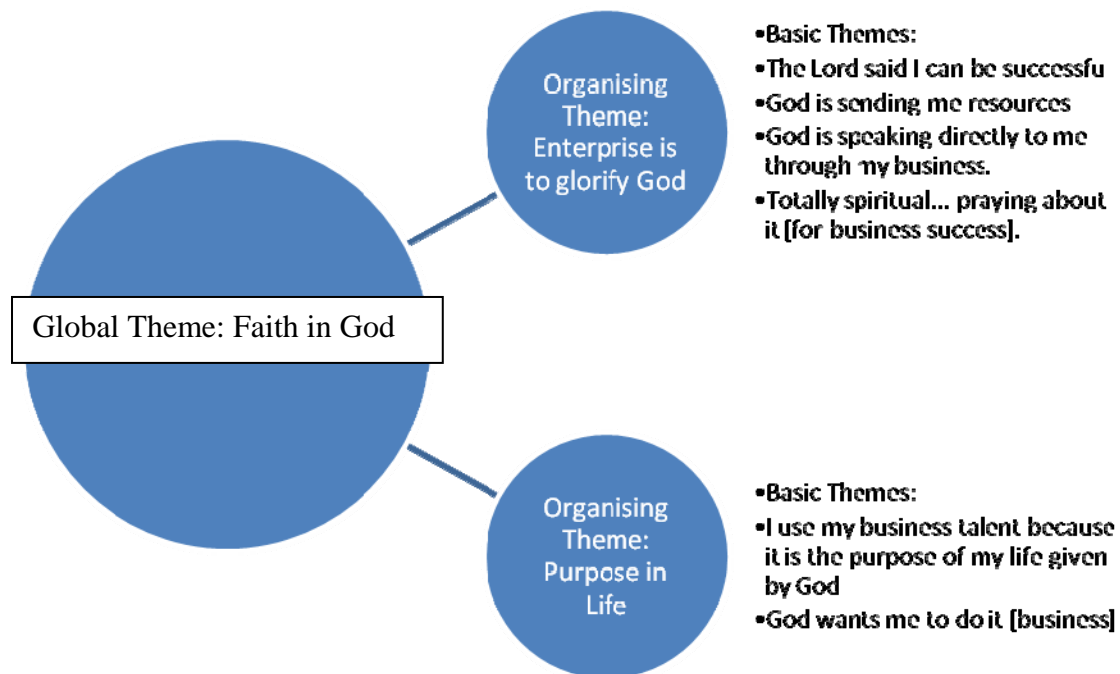 Organising
Theme:
Enterprise is
to glorify God
•Basic Themes:
•The Lord said I can be successfu
•God is sending me resources
•God is speaking directly to me
through my business.
•Totally spiritual... praying about
it [for business success].
Global Theme: Faith in God
Organising
Theme:
Purpose in
Life
•Basic Themes:
•I use my business talent because
it is the purpose of my life given
by God
•God wants me to do it [business]